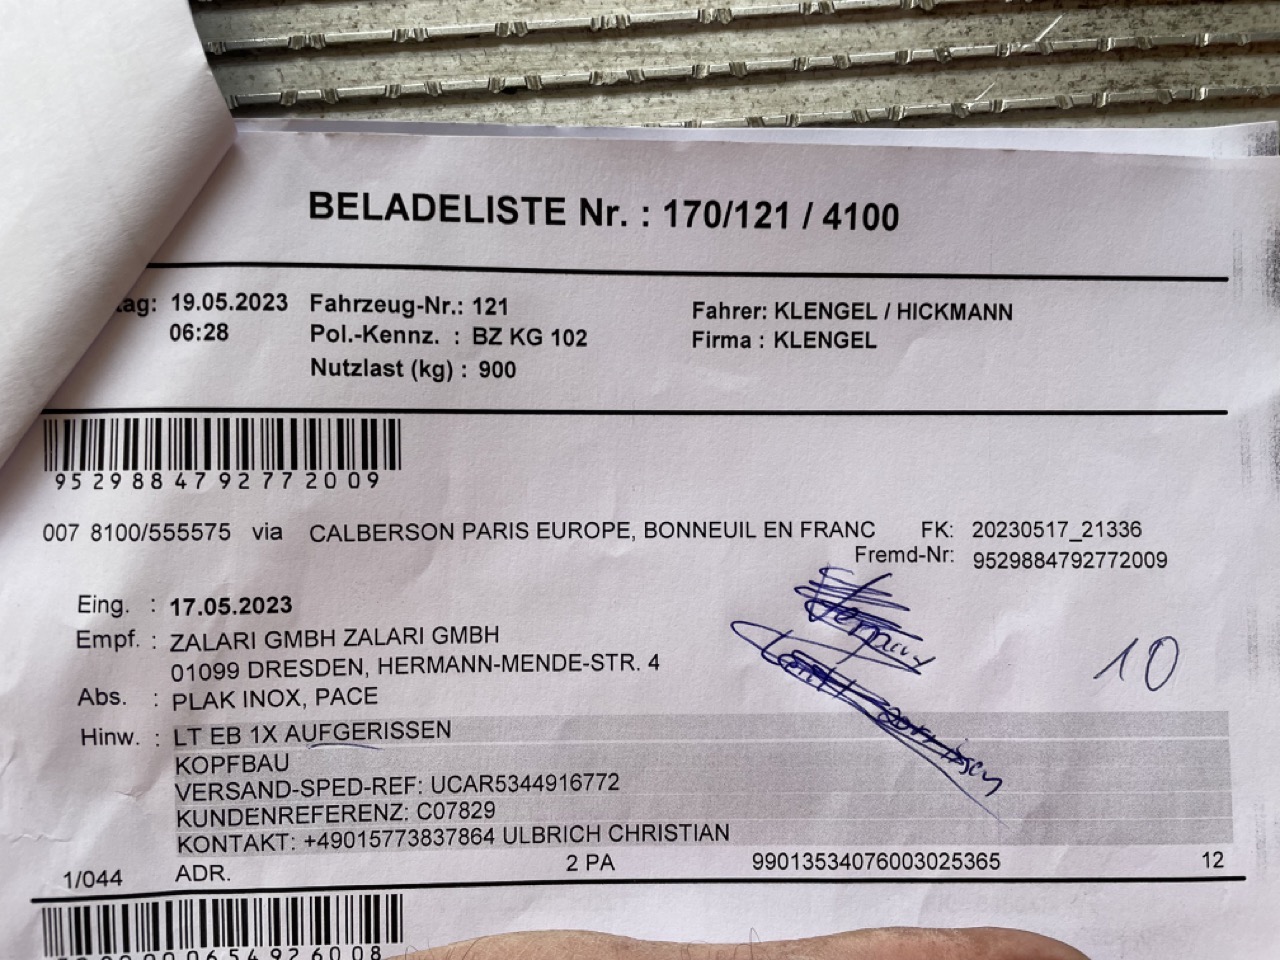 BELADELISTE Nr. : 170/121 / 4100
tag: 19.05.2023 Fahrzeug-Nr.: 121 Fahrer: KLENGEL / HICKMANN
06:28 Pol.-Kennz. : BZ KG 102 Firma : KLENGEL
Nutzlast (kg) : 900
9529884792772009
007 8100/555575 via CALBERSON PARIS EUROPE, BONNEUIL EN FRANC FK: 20230517_21336
Fremd-Nr: 9529884792772009
Eing. : 17.05.2023
Empf. : ZALARI GMBH ZALARI GMBH
01099 DRESDEN, HERMANN-MENDE-STR. 4
10
Abs. : PLAK INOX, PACE
Hinw. : LT EB 1X AUFGERISSEN
KOPFBAU
VERSAND-SPED-REF: UCAR5344916772
KUNDENREFERENZ: C07829
KONTAKT: +49015773837864 ULBRICH CHRISTIAN
1/044 ADR. 2 PA 99013534076003025365 12